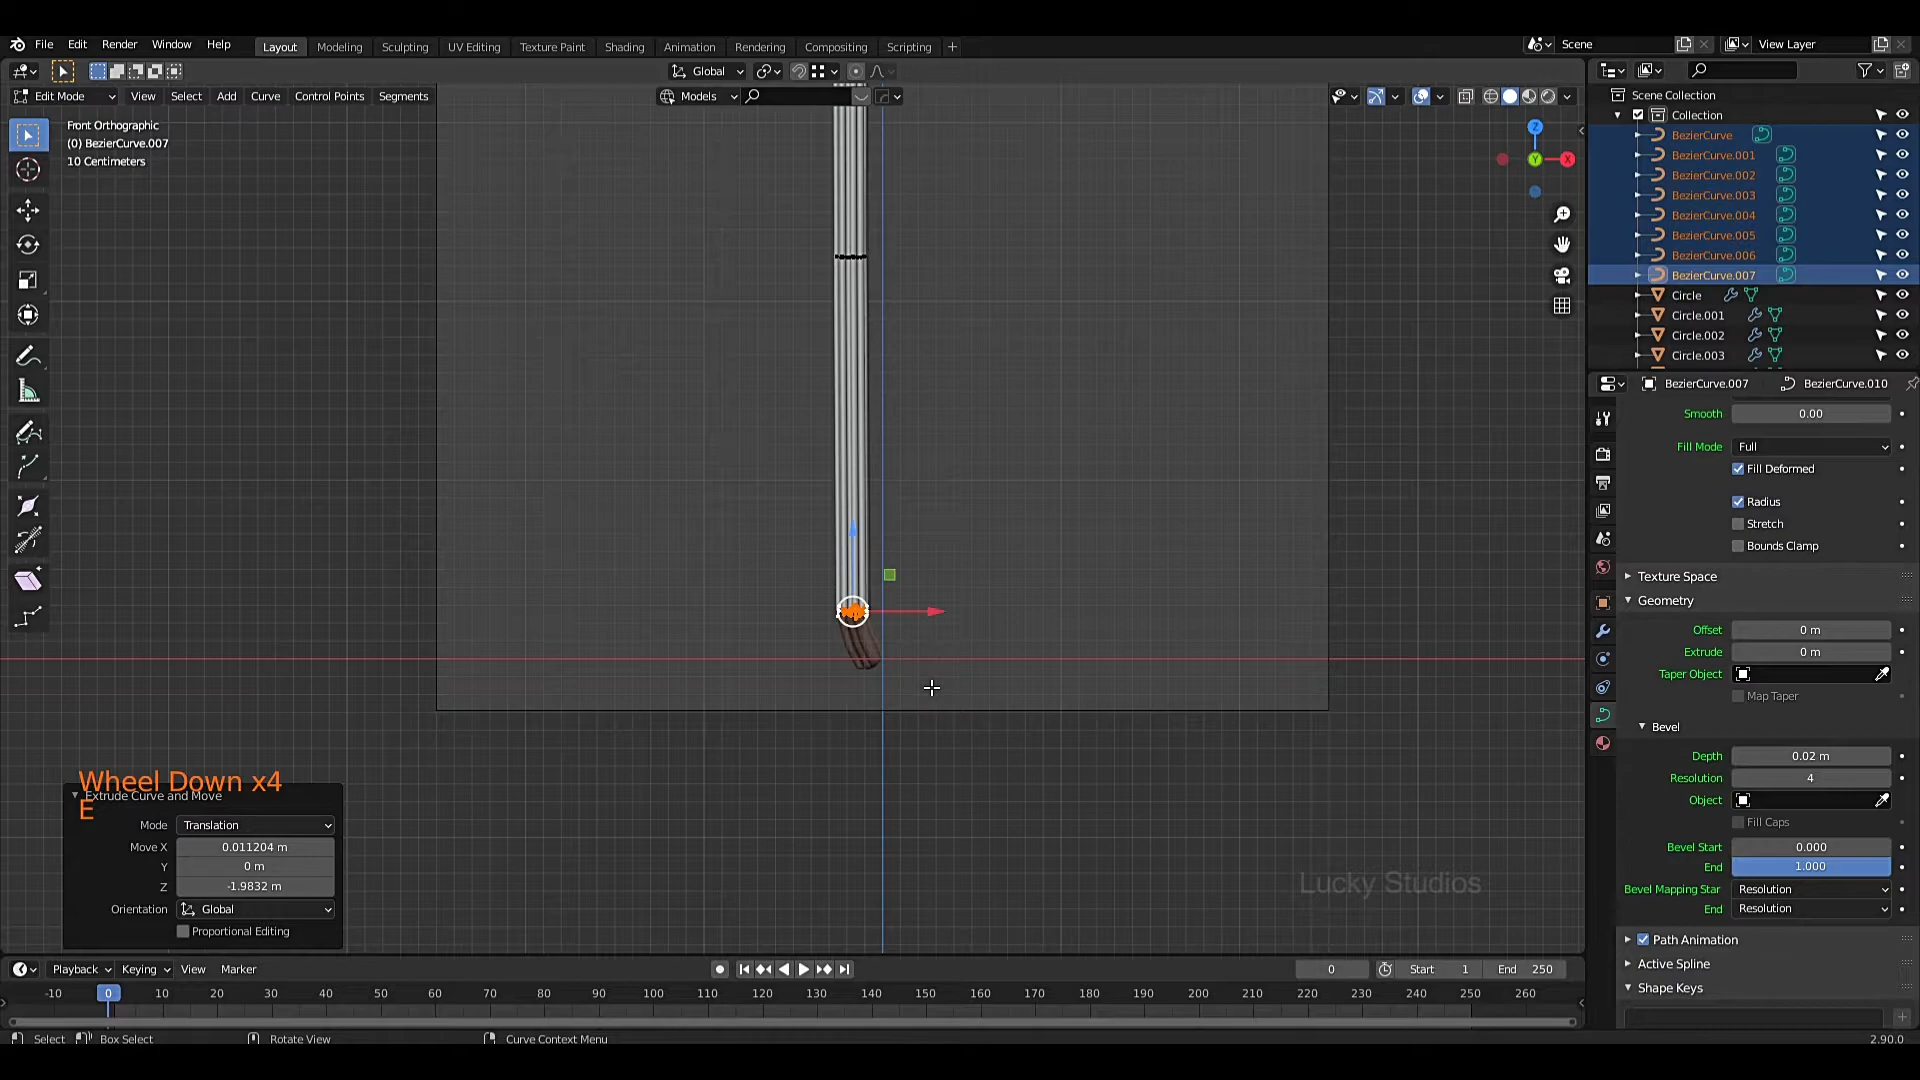 File Edit Render Window Help Layout Modeling Sculpting UV Editing Texture Paint Shading Animation Rendering Compositing Scripting + Scene View Layer
Global
Edit Mode View Select Add Curve Control Points Segments Models
Front Orthographic
(0) BezierCurve.007
10 Centimeters
Z
Y
X
Scene Collection
Collection
BezierCurve
BezierCurve.001
BezierCurve.002
BezierCurve.003
BezierCurve.004
BezierCurve.005
BezierCurve.006
BezierCurve.007
Circle
Circle.001
Circle.002
Circle.003
BezierCurve.007 BezierCurve.010
Smooth 0.00
Fill Mode Full
Fill Deformed
Radius
Stretch
Bounds Clamp
Texture Space
Geometry
Offset 0 m
Extrude 0 m
Taper Object
Map Taper
Bevel
Depth 0.02 m
Resolution 4
Object
Fill Caps
Bevel Start 0.000
End 1.000
Bevel Mapping Star Resolution
End Resolution
Path Animation
Active Spline
Shape Keys
Wheel Down x4
E
Extrude Curve and Move
Mode Translation
Move X 0.011204 m
Y 0 m
Z -1.9832 m
Orientation Global
Proportional Editing
Lucky Studios
Playback Keying View Marker 0 Start 1 End 250
-10 0 10 20 30 40 50 60 70 80 90 100 110 120 130 140 150 160 170 180 190 200 210 220 230 240 250 260
Select Box Select Rotate View Curve Context Menu 2.90.0